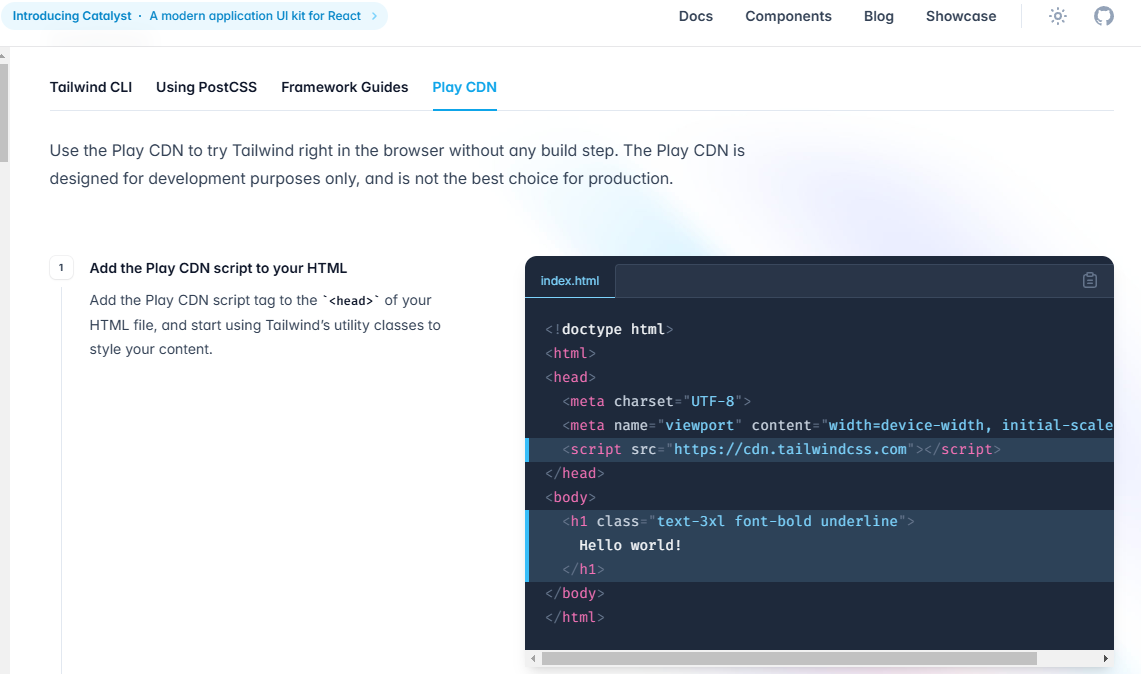 Introducing Catalyst · A modern application UI kit for React
Docs Components Blog Showcase
Tailwind CLI Using PostCSS Framework Guides Play CDN
Use the Play CDN to try Tailwind right in the browser without any build step. The Play CDN is
designed for development purposes only, and is not the best choice for production.
1
Add the Play CDN script to your HTML
Add the Play CDN script tag to the `<head>` of your
HTML file, and start using Tailwind’s utility classes to
style your content.
index.html
<!doctype html>
<html>
<head>
  <meta charset="UTF-8">
  <meta name="viewport" content="width=device-width, initial-scale
  <script src="https://cdn.tailwindcss.com"></script>
</head>
<body>
  <h1 class="text-3xl font-bold underline">
    Hello world!
  </h1>
</body>
</html>